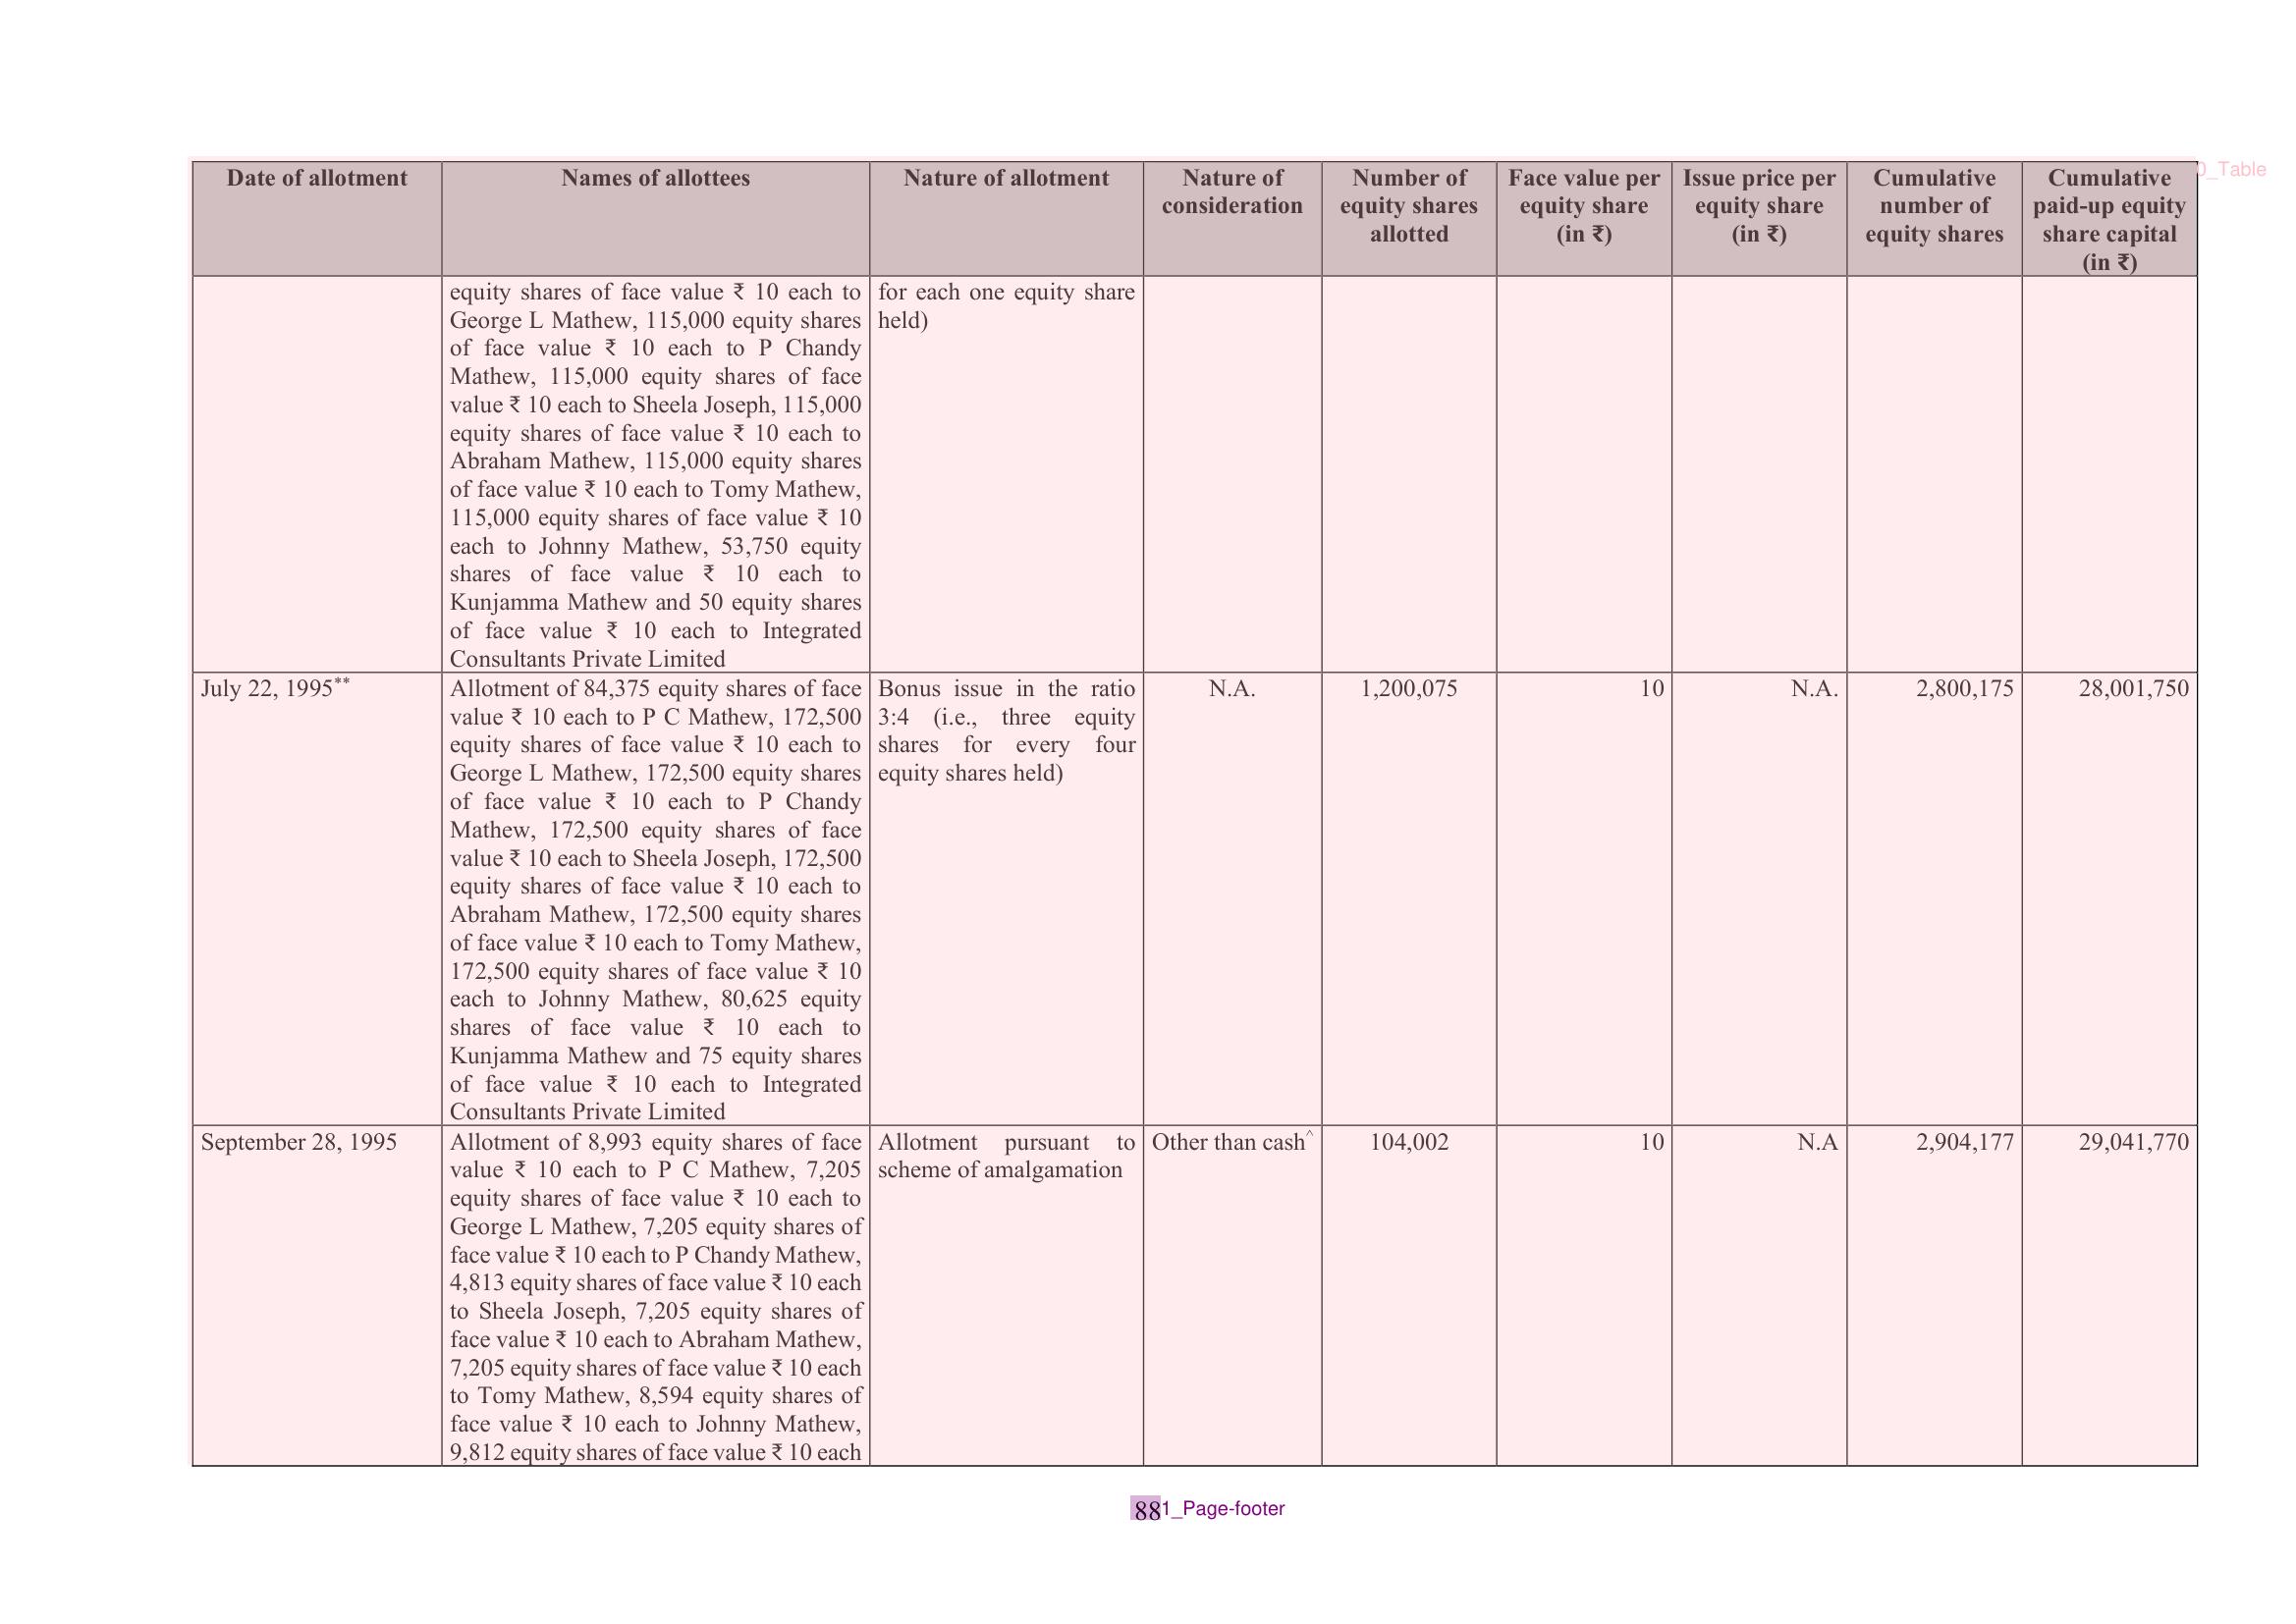 Date of allotment
Names of allottees
Nature of allotment
Nature of
consideration
Number of
equity shares
allotted
Face value per
equity share
(in ₹)
Issue price per
equity share
(in ₹)
Cumulative
number of
equity shares
Cumulative
paid-up equity
share capital
(in ₹)
0_Table
equity shares of face value ₹ 10 each to
George L Mathew, 115,000 equity shares
of face value ₹ 10 each to P Chandy
Mathew, 115,000 equity shares of face
value ₹ 10 each to Sheela Joseph, 115,000
equity shares of face value ₹ 10 each to
Abraham Mathew, 115,000 equity shares
of face value ₹ 10 each to Tomy Mathew,
115,000 equity shares of face value ₹ 10
each to Johnny Mathew, 53,750 equity
shares of face value ₹ 10 each to
Kunjamma Mathew and 50 equity shares
of face value ₹ 10 each to Integrated
Consultants Private Limited
for each one equity share
held)
July 22, 1995**
Allotment of 84,375 equity shares of face
value ₹ 10 each to P C Mathew, 172,500
equity shares of face value ₹ 10 each to
George L Mathew, 172,500 equity shares
of face value ₹ 10 each to P Chandy
Mathew, 172,500 equity shares of face
value ₹ 10 each to Sheela Joseph, 172,500
equity shares of face value ₹ 10 each to
Abraham Mathew, 172,500 equity shares
of face value ₹ 10 each to Tomy Mathew,
172,500 equity shares of face value ₹ 10
each to Johnny Mathew, 80,625 equity
shares of face value ₹ 10 each to
Kunjamma Mathew and 75 equity shares
of face value ₹ 10 each to Integrated
Consultants Private Limited
Bonus issue in the ratio
3:4 (i.e., three equity
shares for every four
equity shares held)
N.A.
1,200,075
10
N.A.
2,800,175
28,001,750
September 28, 1995
Allotment of 8,993 equity shares of face
value ₹ 10 each to P C Mathew, 7,205
equity shares of face value ₹ 10 each to
George L Mathew, 7,205 equity shares of
face value ₹ 10 each to P Chandy Mathew,
4,813 equity shares of face value ₹ 10 each
to Sheela Joseph, 7,205 equity shares of
face value ₹ 10 each to Abraham Mathew,
7,205 equity shares of face value ₹ 10 each
to Tomy Mathew, 8,594 equity shares of
face value ₹ 10 each to Johnny Mathew,
9,812 equity shares of face value ₹ 10 each
Allotment pursuant to
scheme of amalgamation
Other than cash^
104,002
10
N.A
2,904,177
29,041,770
88
1_Page-footer